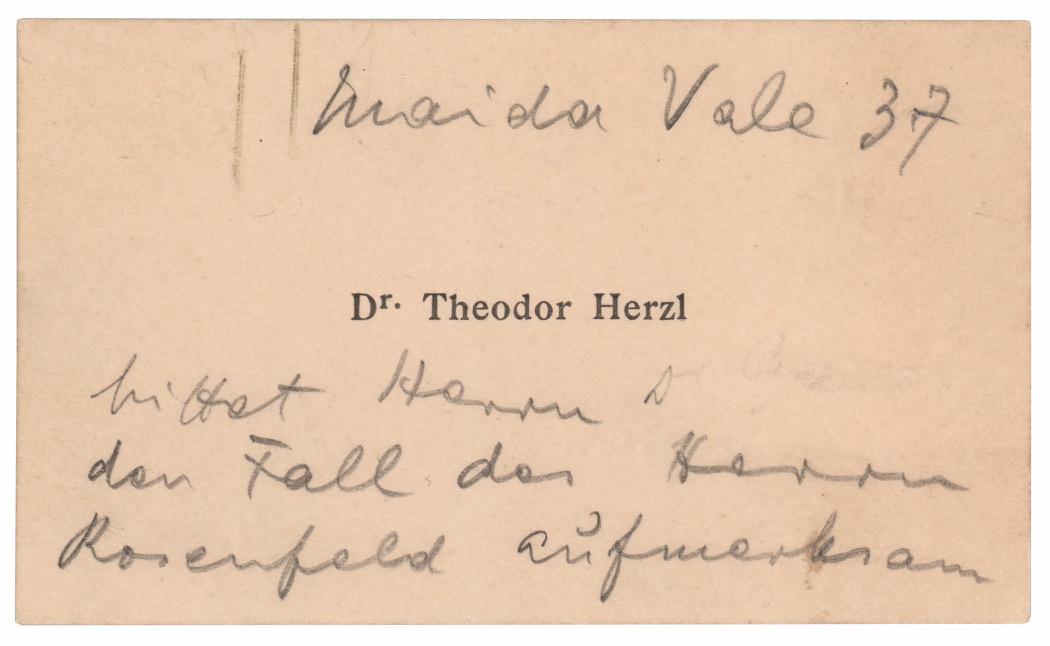 Maida Vale 37
Dr. Theodor Herzl
bittet Herrn D
den Fall des Herrn
Rosenfeld aufmerksam